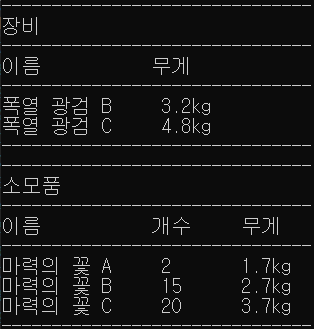 장비
이름 무게
폭열 광검 B 3.2kg
폭열 광검 C 4.8kg
소모품
이름 개수 무게
마력의 꽃 A 2 1.7kg
마력의 꽃 B 15 2.7kg
마력의 꽃 C 20 3.7kg